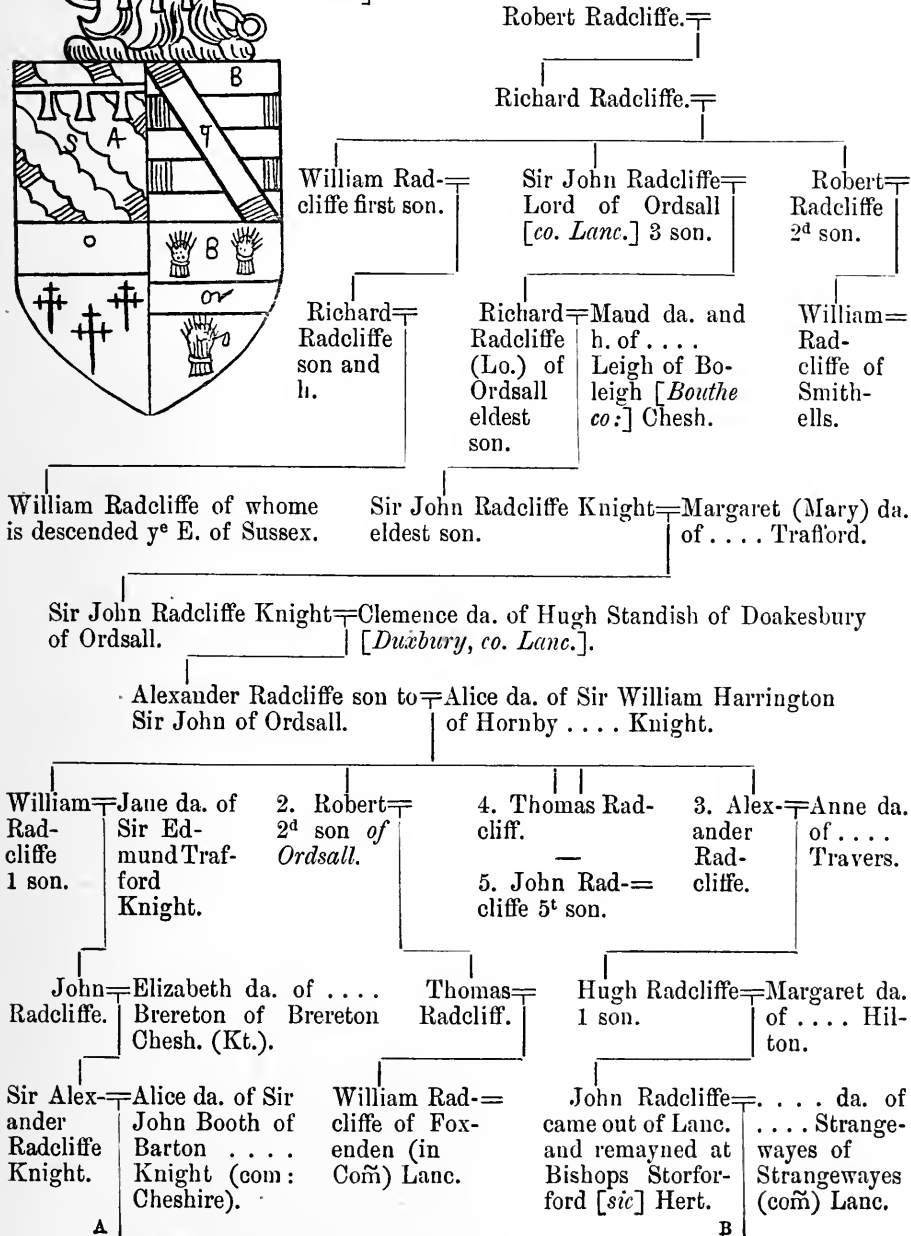 Robert Radcliffe.
Richard Radcliffe.
B
S A
q
o
B
or
William Rad-
cliffe first son.
Sir John Radcliffe
Lord of Ordsall
[co. Lanc.] 3 son.
Robert
Radcliffe
2d son.
Richard
Radcliffe
son and
h.
Richard
Radcliffe
(Lo.) of
Ordsall
eldest
son.
Maud da. and
h. of . . . .
Leigh of Bo-
leigh [Bouthe
co:] Chesh.
William
Rad-
cliffe of
Smith-
ells.
William Radcliffe of whome
is descended ye E. of Sussex.
Sir John Radcliffe Knight
eldest son.
Margaret (Mary) da.
of . . . . Trafford.
Sir John Radcliffe Knight
of Ordsall.
Clemence da. of Hugh Standish of Doakesbury
[Duxbury, co. Lanc.].
Alexander Radcliffe son to
Sir John of Ordsall.
Alice da. of Sir William Harrington
of Hornby . . . . Knight.
William
Rad-
cliffe
1 son.
Jane da. of
Sir Ed-
mund Traf-
ford
Knight.
2. Robert
2d son of
Ordsall.
4. Thomas Rad-
cliff.
5. John Rad-
cliffe 5t son.
3. Alex-
ander
Rad-
cliffe.
Anne da.
of . . . .
Travers.
John
Radcliffe.
Elizabeth da. of . . . .
Brereton of Brereton
Chesh. (Kt.).
Thomas
Radcliff.
Hugh Radcliffe
1 son.
Margaret da.
of . . . . Hil-
ton.
Sir Alex-
ander
Radcliffe
Knight.
Alice da. of Sir
John Booth of
Barton . . . .
Knight (com:
Cheshire).
William Rad-
cliffe of Fox-
enden (in
Com̃) Lanc.
John Radcliffe
came out of Lanc.
and remayned at
Bishops Storfor-
ford [sic] Hert.
. . . . da. of
. . . . Strange-
wayes of
Strangewayes
(com̃) Lanc.
A
B